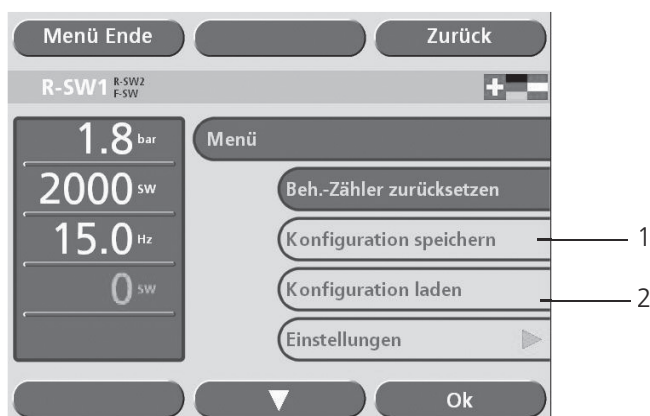 Menü Ende
Zurück
R-SW1 R-SW2
F-SW
1.8 bar
Menü
2000 SW
Beh.-Zähler zurücksetzen
15.0 Hz
Konfiguration speichern
1
0 SW
Konfiguration laden
2
Einstellungen
Ok